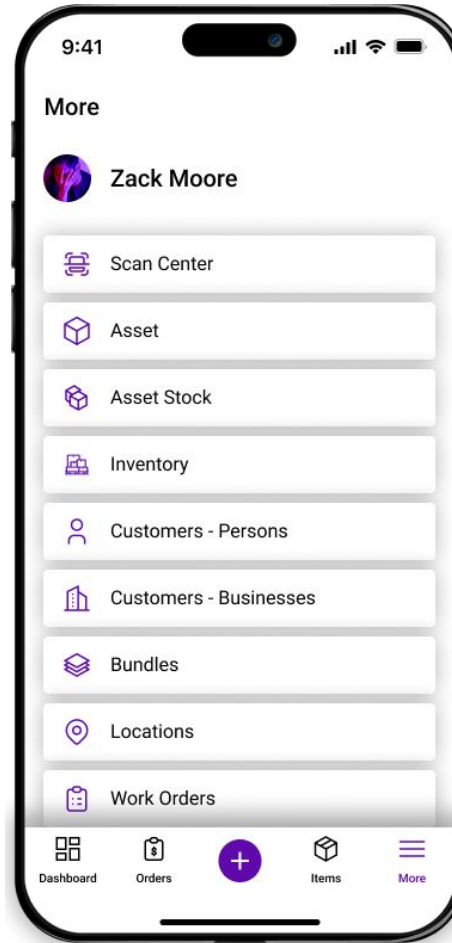 9:41
More
Zack Moore
Scan Center
Asset
Asset Stock
Inventory
Customers - Persons
Customers - Businesses
Bundles
Locations
Work Orders
Dashboard
Orders
Items
More